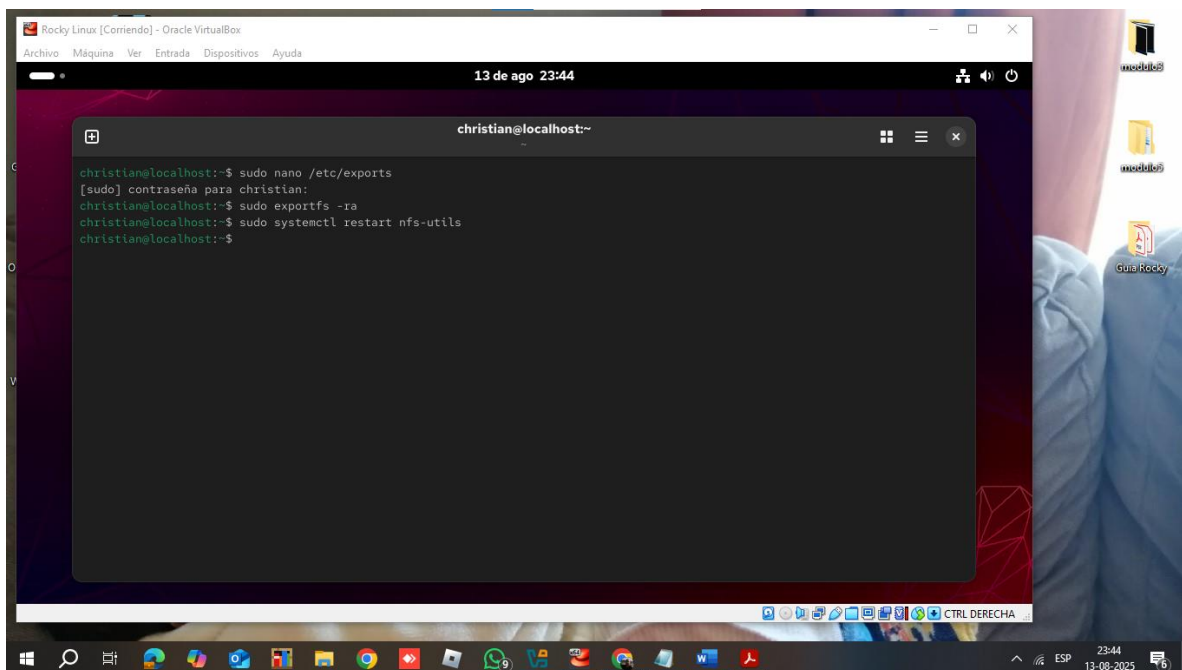 Rocky Linux [Corriendo] - Oracle VirtualBox
Archivo Máquina Ver Entrada Dispositivos Ayuda
13 de ago 23:44
christian@localhost:~
~
christian@localhost:~$ sudo nano /etc/exports
[sudo] contraseña para christian:
christian@localhost:~$ sudo exportfs -ra
christian@localhost:~$ sudo systemctl restart nfs-utils
christian@localhost:~$
CTRL DERECHA
modulo3
modulo5
Guia Rocky
ESP
23:44
13-08-2025